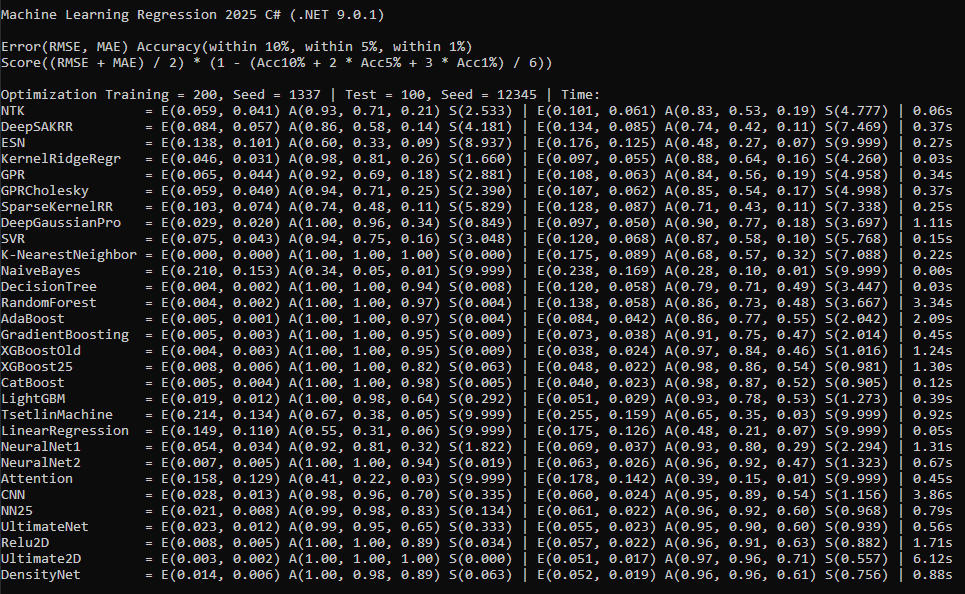 Machine Learning Regression 2025 C# (.NET 9.0.1)
Error(RMSE, MAE) Accuracy(within 10%, within 5%, within 1%)
Score((RMSE + MAE) / 2) * (1 - (Acc10% + 2 * Acc5% + 3 * Acc1%) / 6))
Optimization Training = 200, Seed = 1337 | Test = 100, Seed = 12345 | Time:
NTK = E(0.059, 0.041) A(0.93, 0.71, 0.21) S(2.533) | E(0.101, 0.061) A(0.83, 0.53, 0.19) S(4.777) | 0.06s
DeepSAKRR = E(0.084, 0.057) A(0.86, 0.58, 0.14) S(4.181) | E(0.134, 0.085) A(0.74, 0.42, 0.11) S(7.469) | 0.37s
ESN = E(0.138, 0.101) A(0.60, 0.33, 0.09) S(8.937) | E(0.176, 0.125) A(0.48, 0.27, 0.07) S(9.999) | 0.27s
KernelRidgeRegr = E(0.046, 0.031) A(0.98, 0.81, 0.26) S(1.660) | E(0.097, 0.055) A(0.88, 0.64, 0.16) S(4.260) | 0.03s
GPR = E(0.065, 0.044) A(0.92, 0.69, 0.18) S(2.881) | E(0.108, 0.063) A(0.84, 0.56, 0.19) S(4.958) | 0.34s
GPRCholesky = E(0.059, 0.040) A(0.94, 0.71, 0.25) S(2.390) | E(0.107, 0.062) A(0.85, 0.54, 0.17) S(4.998) | 0.37s
SparseKernelRR = E(0.103, 0.074) A(0.74, 0.48, 0.11) S(5.829) | E(0.128, 0.087) A(0.71, 0.43, 0.11) S(7.338) | 0.25s
DeepGaussianPro = E(0.029, 0.020) A(1.00, 0.96, 0.34) S(0.849) | E(0.097, 0.050) A(0.90, 0.77, 0.18) S(3.697) | 1.11s
SVR = E(0.075, 0.043) A(0.94, 0.75, 0.16) S(3.048) | E(0.120, 0.068) A(0.87, 0.58, 0.10) S(5.768) | 0.15s
K-NearestNeighbor = E(0.000, 0.000) A(1.00, 1.00, 1.00) S(0.000) | E(0.175, 0.089) A(0.68, 0.57, 0.32) S(7.088) | 0.22s
NaiveBayes = E(0.210, 0.153) A(0.34, 0.05, 0.01) S(9.999) | E(0.238, 0.169) A(0.28, 0.10, 0.01) S(9.999) | 0.00s
DecisionTree = E(0.004, 0.002) A(1.00, 1.00, 0.94) S(0.008) | E(0.120, 0.058) A(0.79, 0.71, 0.49) S(3.447) | 0.03s
RandomForest = E(0.004, 0.002) A(1.00, 1.00, 0.97) S(0.004) | E(0.138, 0.058) A(0.86, 0.73, 0.48) S(3.667) | 3.34s
AdaBoost = E(0.005, 0.001) A(1.00, 1.00, 0.97) S(0.004) | E(0.084, 0.042) A(0.86, 0.77, 0.55) S(2.042) | 2.09s
GradientBoosting = E(0.005, 0.003) A(1.00, 1.00, 0.95) S(0.009) | E(0.073, 0.038) A(0.91, 0.75, 0.47) S(2.014) | 0.45s
XGBoostOld = E(0.004, 0.003) A(1.00, 1.00, 0.95) S(0.009) | E(0.038, 0.024) A(0.97, 0.84, 0.46) S(1.016) | 1.24s
XGBoost25 = E(0.008, 0.006) A(1.00, 1.00, 0.82) S(0.063) | E(0.048, 0.022) A(0.98, 0.86, 0.54) S(0.981) | 1.30s
CatBoost = E(0.005, 0.004) A(1.00, 1.00, 0.98) S(0.005) | E(0.040, 0.023) A(0.98, 0.87, 0.52) S(0.905) | 0.12s
LightGBM = E(0.019, 0.012) A(1.00, 0.98, 0.64) S(0.292) | E(0.051, 0.029) A(0.93, 0.78, 0.53) S(1.273) | 0.39s
TsetlinMachine = E(0.214, 0.134) A(0.67, 0.38, 0.05) S(9.999) | E(0.255, 0.159) A(0.65, 0.35, 0.03) S(9.999) | 0.92s
LinearRegression = E(0.149, 0.110) A(0.55, 0.31, 0.06) S(9.999) | E(0.175, 0.126) A(0.48, 0.21, 0.07) S(9.999) | 0.05s
NeuralNet1 = E(0.054, 0.034) A(0.92, 0.81, 0.32) S(1.822) | E(0.069, 0.037) A(0.93, 0.80, 0.29) S(2.294) | 1.31s
NeuralNet2 = E(0.007, 0.005) A(1.00, 1.00, 0.94) S(0.019) | E(0.063, 0.026) A(0.96, 0.92, 0.47) S(1.323) | 0.67s
Attention = E(0.158, 0.129) A(0.41, 0.22, 0.03) S(9.999) | E(0.178, 0.142) A(0.39, 0.15, 0.01) S(9.999) | 0.45s
CNN = E(0.028, 0.013) A(0.98, 0.96, 0.70) S(0.335) | E(0.060, 0.024) A(0.95, 0.89, 0.54) S(1.156) | 3.86s
NN25 = E(0.021, 0.008) A(0.99, 0.98, 0.83) S(0.134) | E(0.061, 0.022) A(0.96, 0.92, 0.60) S(0.968) | 0.79s
UltimateNet = E(0.023, 0.012) A(0.99, 0.95, 0.65) S(0.333) | E(0.055, 0.023) A(0.95, 0.90, 0.60) S(0.939) | 0.56s
Relu2D = E(0.008, 0.005) A(1.00, 1.00, 0.89) S(0.034) | E(0.057, 0.022) A(0.96, 0.91, 0.63) S(0.882) | 1.71s
Ultimate2D = E(0.003, 0.002) A(1.00, 1.00, 1.00) S(0.000) | E(0.051, 0.017) A(0.97, 0.96, 0.71) S(0.557) | 6.12s
DensityNet = E(0.014, 0.006) A(1.00, 0.98, 0.89) S(0.063) | E(0.052, 0.019) A(0.96, 0.96, 0.61) S(0.756) | 0.88s